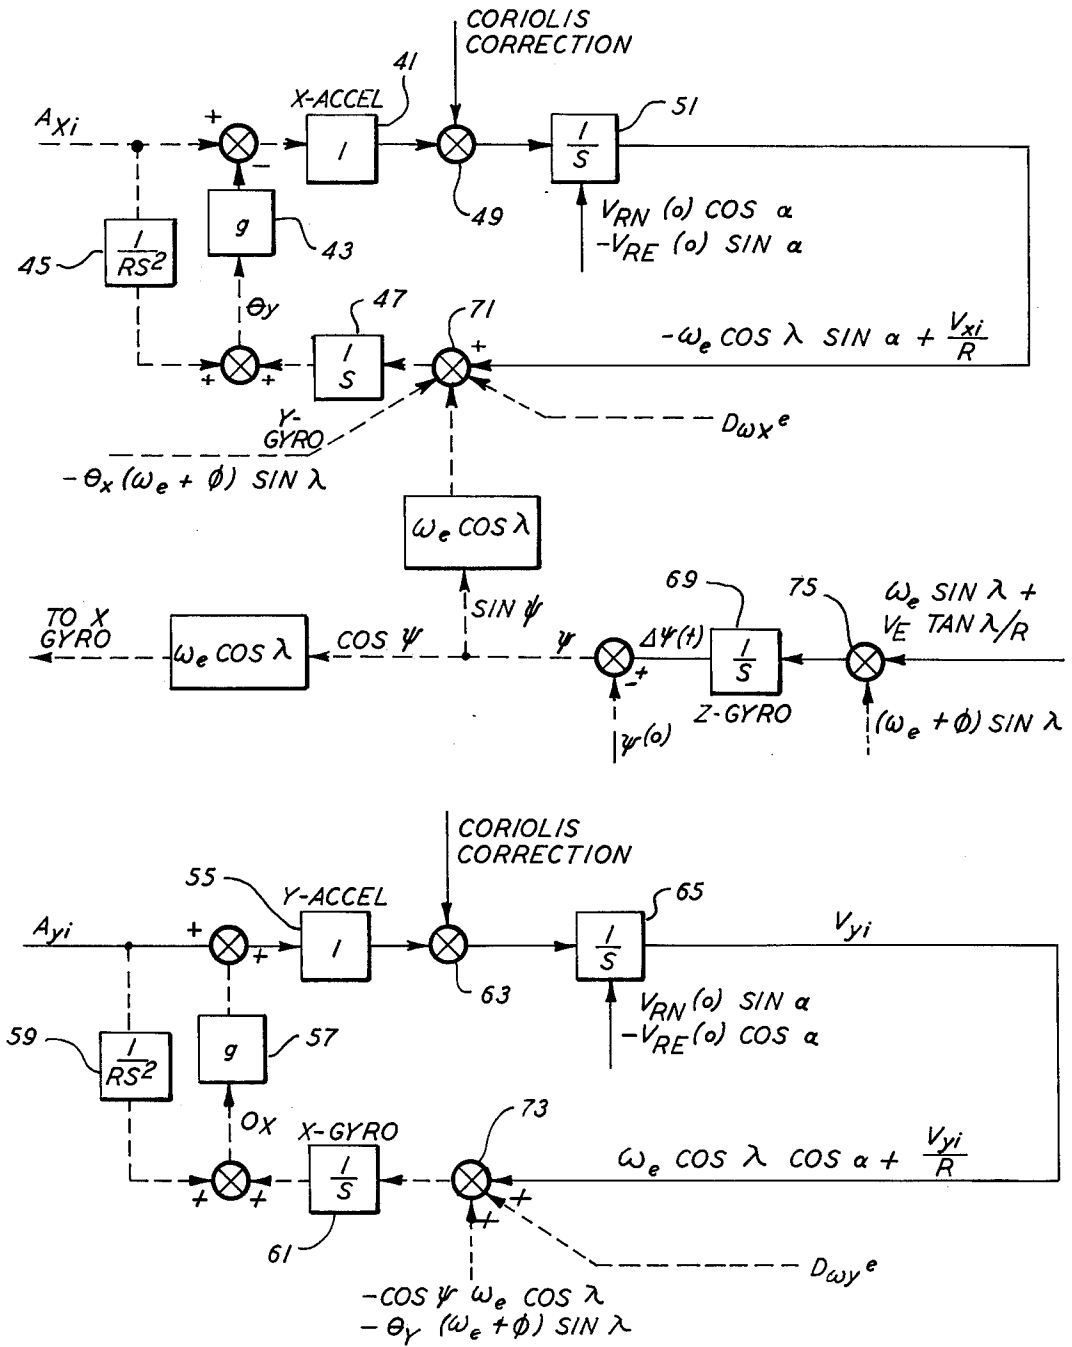 CORIOLIS
CORRECTION
41
X-ACCEL
51
A_Xi
+
−
1
1/S
49
V_RN (o) COS α
−V_RE (o) SIN α
g
43
45
1/RS²
θy
47
71
+
−ω_e COS λ SIN α + V_xi/R
1/S
+
+
Y-
GYRO
D_ωX^e
−θ_x (ω_e + ϕ) SIN λ
ω_e COS λ
69
75
ω_e SIN λ +
V_E TAN λ/R
TO X
GYRO
SIN ψ
COS ψ
ψ
Δψ(t)
ω_e COS λ
1/S
− +
Z-GYRO
ψ(o)
(ω_e + ϕ) SIN λ
CORIOLIS
CORRECTION
55
Y-ACCEL
65
A_yi
+
+
1
1/S
V_yi
63
V_RN (o) SIN α
−V_RE (o) COS α
59
1/RS²
g
57
OX
X-GYRO
73
ω_e COS λ COS α + V_yi/R
1/S
+
+
+
+
61
D_ωy^e
−COS ψ ω_e COS λ
−θ_Y (ω_e + ϕ) SIN λ